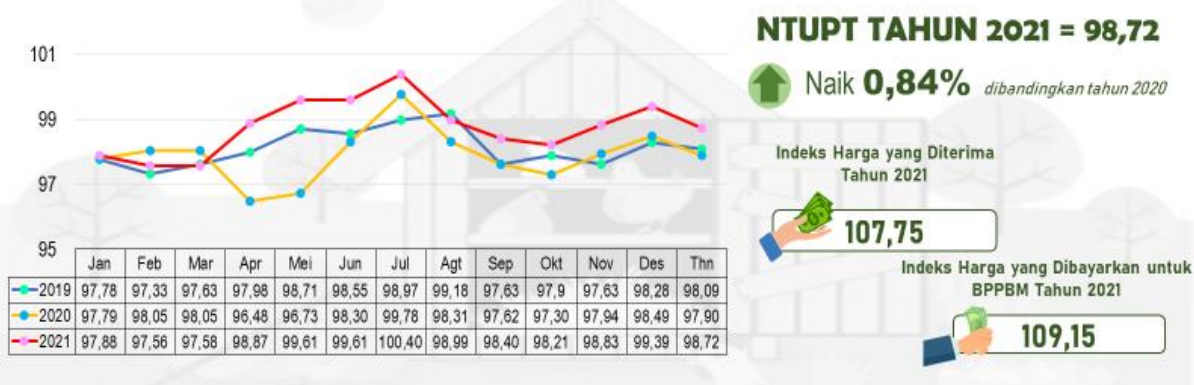 101
99
97
95
Jan Feb Mar Apr Mei Jun Jul Agt Sep Okt Nov Des Thn
2019 97,78 97,33 97,63 97,98 98,71 98,55 98,97 99,18 97,63 97,9 97,63 98,28 98,09
2020 97,79 98,05 98,05 96,48 96,73 98,30 99,78 98,31 97,62 97,30 97,94 98,49 97,90
2021 97,88 97,56 97,58 98,87 99,61 99,61 100,40 98,99 98,40 98,21 98,83 99,39 98,72
NTUPT TAHUN 2021 = 98,72
Naik 0,84% dibandingkan tahun 2020
Indeks Harga yang Diterima
Tahun 2021
107,75
Indeks Harga yang Dibayarkan untuk
BPPBM Tahun 2021
109,15